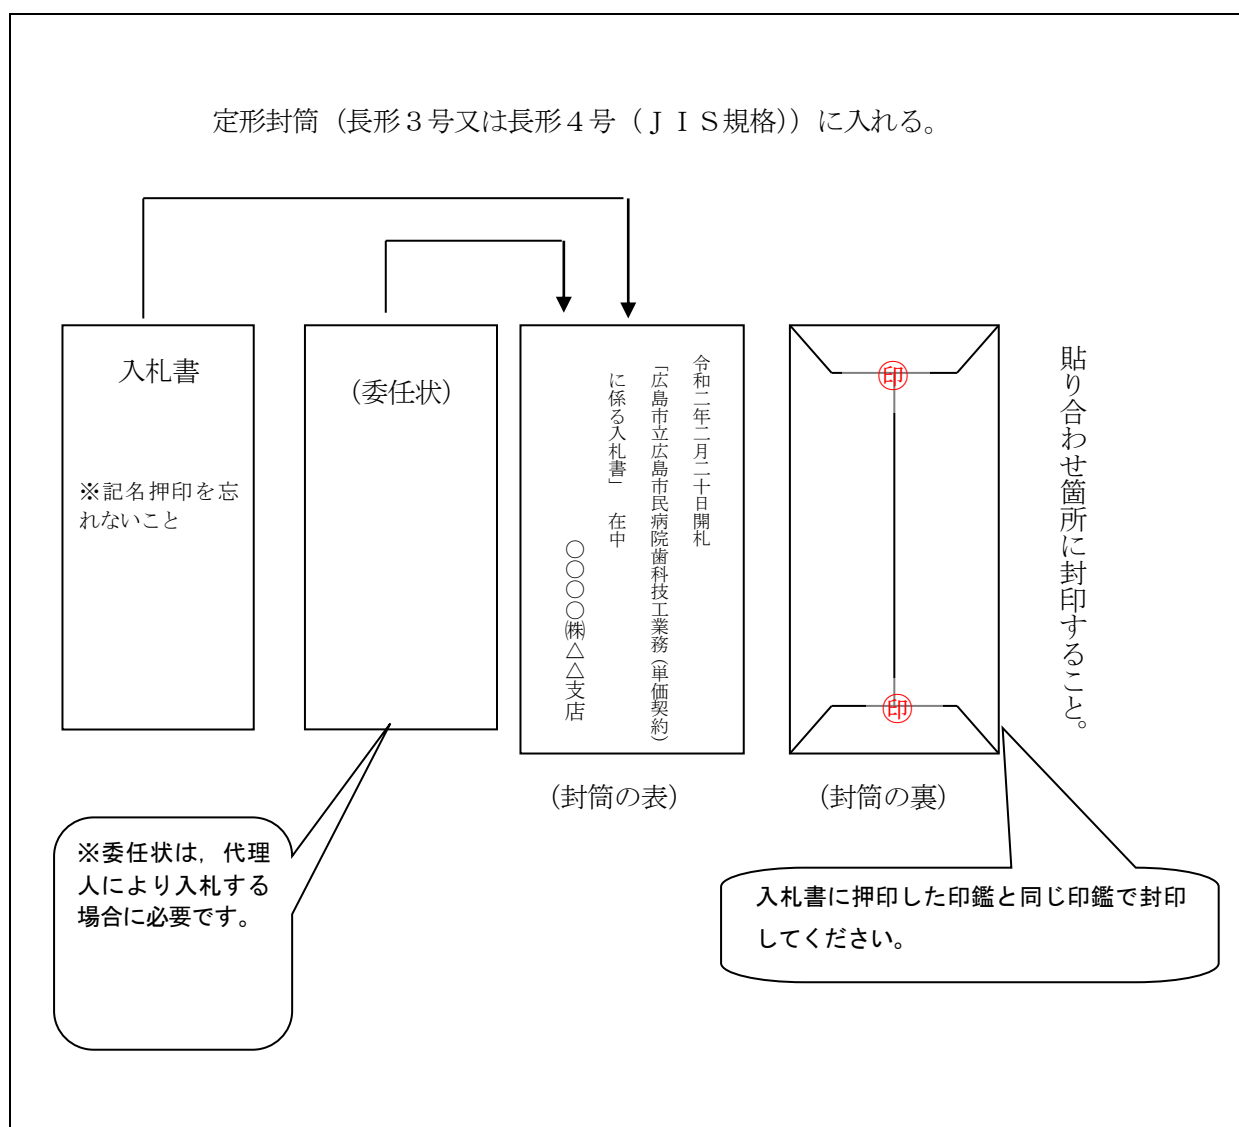 定形封筒（長形３号又は長形４号（ＪＩＳ規格））に入れる。
入札書
※記名押印を忘
れないこと
（委任状）
令和二年二月二十日開札
「広島市立広島市民病院歯科技工業務（単価契約）
に係る入札書」　在中
○○○○㈱△△支店
印
印
貼り合わせ箇所に封印すること。
（封筒の表）
（封筒の裏）
※委任状は，代理
人により入札する
場合に必要です。
入札書に押印した印鑑と同じ印鑑で封印
してください。